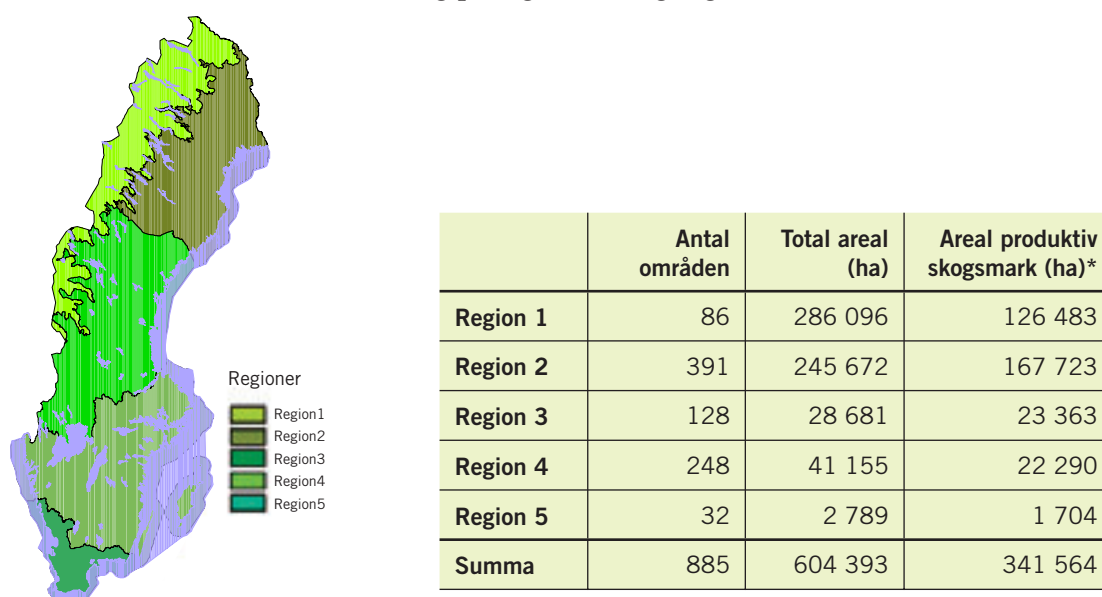 Regioner
Region1
Region2
Region3
Region4
Region5
Antal områden Total areal (ha) Areal produktiv skogsmark (ha)*
Region 1 86 286 096 126 483
Region 2 391 245 672 167 723
Region 3 128 28 681 23 363
Region 4 248 41 155 22 290
Region 5 32 2 789 1 704
Summa 885 604 393 341 564